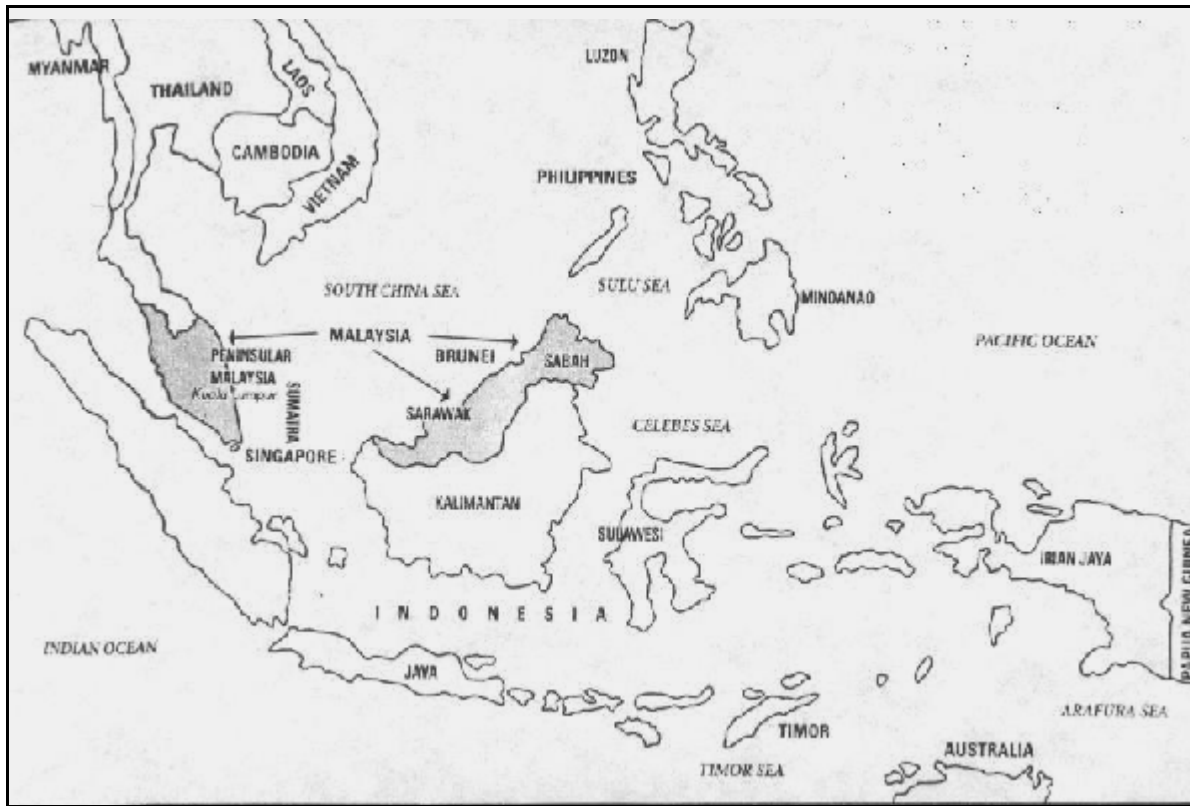 LUZON
MYANMAR
LAOS
THAILAND
CAMBODIA
VIETNAM
PHILIPPINES
SOUTH CHINA SEA
SULU SEA
MINDANAO
MALAYSIA
PACIFIC OCEAN
BRUNEI
PENINSULAR
MALAYSIA
Kuala Lumpur
SABAH
SUMATRA
SARAWAK
CELEBES SEA
SINGAPORE
KALIMANTAN
SULAWESI
IRIAN JAYA
PAPUA NEW GUINEA
INDONESIA
INDIAN OCEAN
JAVA
ARAFURA SEA
TIMOR
AUSTRALIA
TIMOR SEA